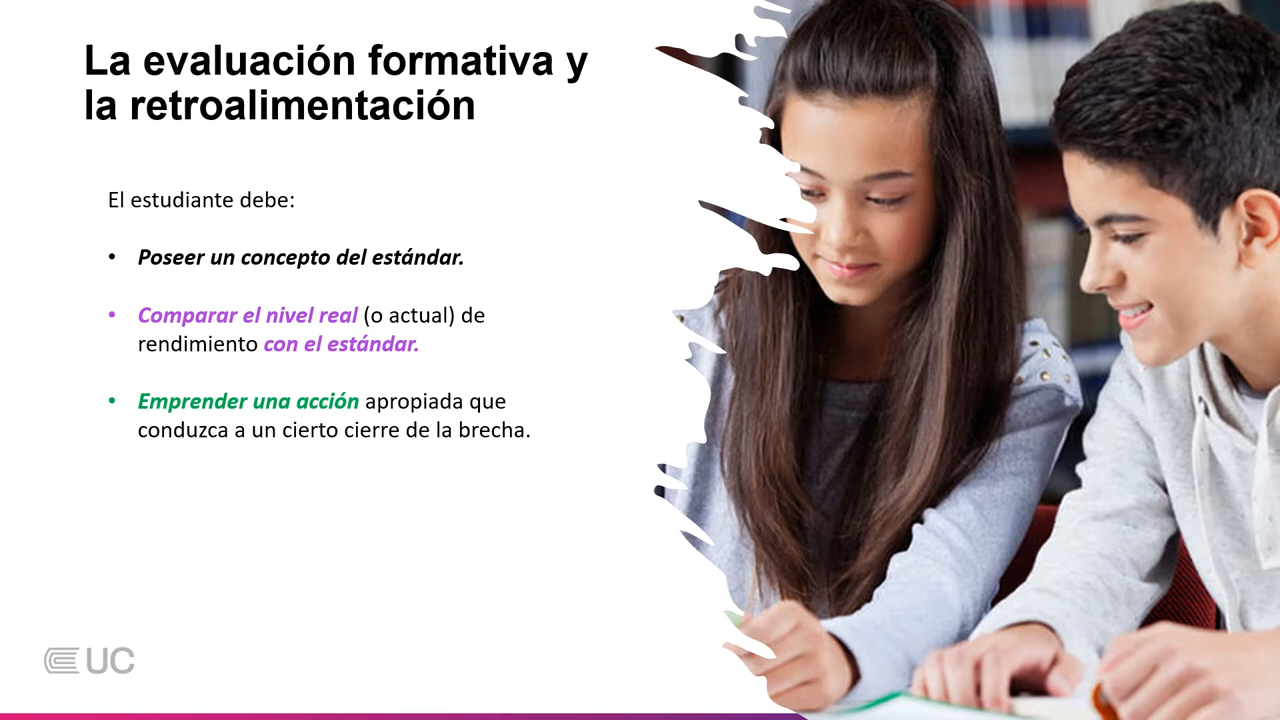 La evaluación formativa y
la retroalimentación
El estudiante debe:
• Poseer un concepto del estándar.
• Comparar el nivel real (o actual) de
rendimiento con el estándar.
• Emprender una acción apropiada que
conduzca a un cierto cierre de la brecha.
UC